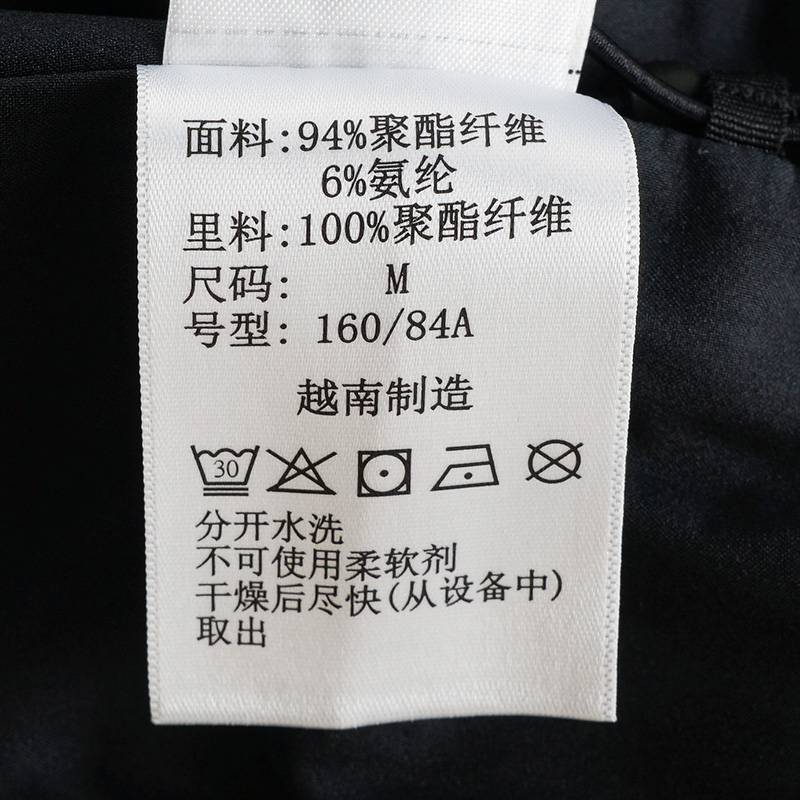 面料:94%聚酯纤维
6%氨纶
里料:100%聚酯纤维
尺码: M
号型: 160/84A
越南制造
30
分开水洗
不可使用柔软剂
干燥后尽快(从设备中)
取出